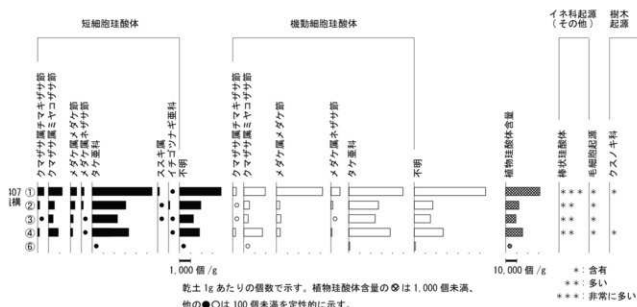 短細胞珪酸体
機動細胞珪酸体
イネ科起源
(その他)
樹木
起源
クマザサ属チマキザサ節
クマザサ属ミヤコザサ節
メダケ属メダケ節
メダケ属ネザサ節
タケ亜科
ススキ属
イチゴツナギ亜科
不明
クマザサ属チマキザサ節
クマザサ属ミヤコザサ節
メダケ属メダケ節
メダケ属ネザサ節
タケ亜科
不明
植物珪酸体含量
棒状珪酸体
毛細胞起源
クスノキ科
407 ①
②
③
④
⑥
*** * *
** *
* *
** * *
1,000 個/g
10,000 個/g
乾土 1g あたりの個数で示す。植物珪酸体含量の⊗は 1,000 個未満、
他の●○は 100 個未満を定性的に示す。
*:含有
**:多い
***:非常に多い